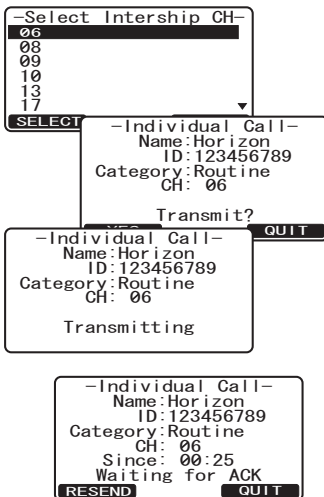 -Select Intership CH-
06
08
09
10
13
17
SELECT
-Individual Call-
Name:Horizon
ID:123456789
Category:Routine
CH: 06
Transmit?
QUIT
-Individual Call-
Name:Horizon
ID:123456789
Category:Routine
CH: 06
Transmitting
-Individual Call-
Name:Horizon
ID:123456789
Category:Routine
CH: 06
Since: 00:25
Waiting for ACK
RESEND QUIT